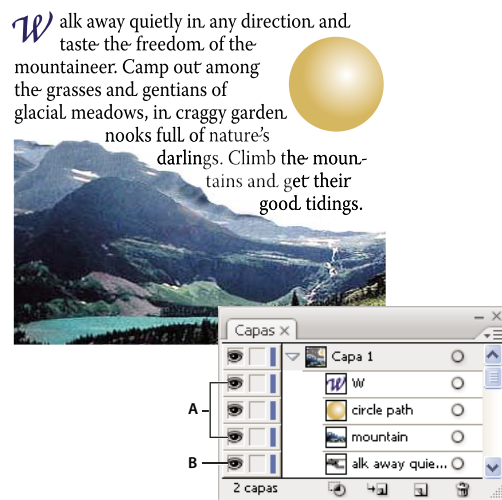 W alk away quietly in any direction and
taste the freedom of the
mountaineer. Camp out among
the grasses and gentians of
glacial meadows, in craggy garden
nooks full of nature's
darlings. Climb the moun-
tains and get their
good tidings.
Capas ×
Capa 1
W
A
circle path
mountain
B
alk away quie...
2 capas